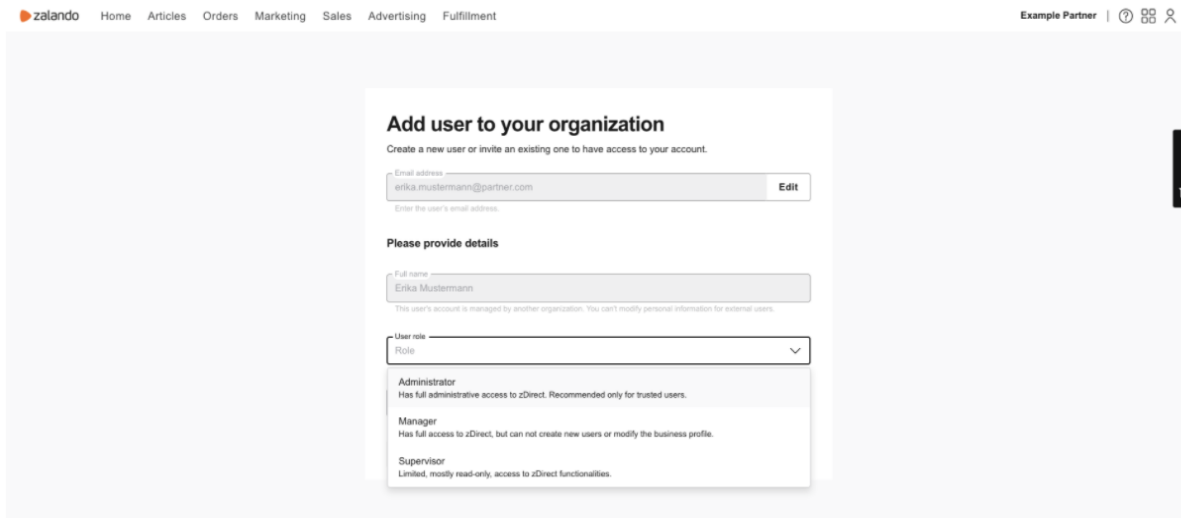 zalando Home Articles Orders Marketing Sales Advertising Fulfillment Example Partner
Add user to your organization
Create a new user or invite an existing one to have access to your account.
Email address
erika.mustermann@partner.com Edit
Enter the user's email address.
Please provide details
Full name
Erika Mustermann
This user's account is managed by another organization. You can't modify personal information for external users.
User role
Role
Administrator
Has full administrative access to zDirect. Recommended only for trusted users.
Manager
Has full access to zDirect, but can not create new users or modify the business profile.
Supervisor
Limited, mostly read-only, access to zDirect functionalities.